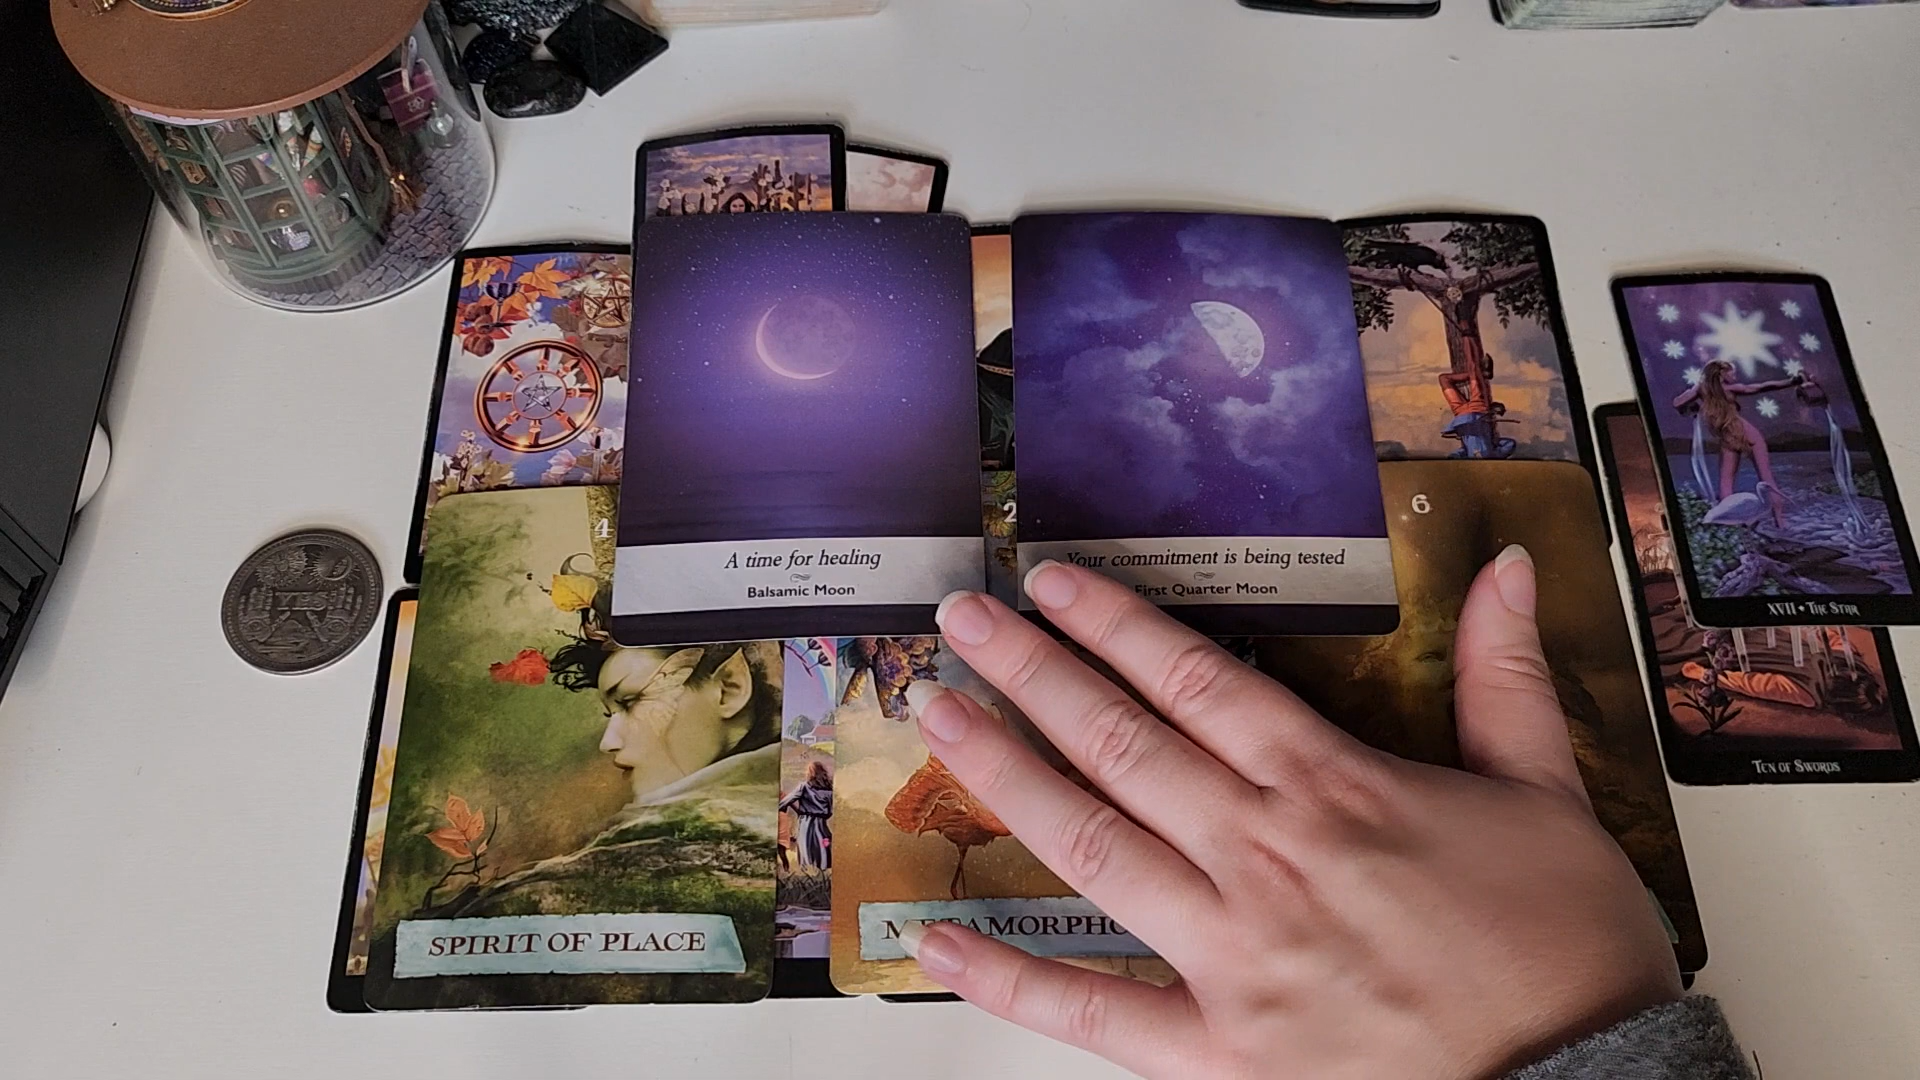 4
2
6
A time for healing
Balsamic Moon
Your commitment is being tested
First Quarter Moon
XVII • THE STAR
TEN OF SWORDS
SPIRIT OF PLACE
METAMORPHO